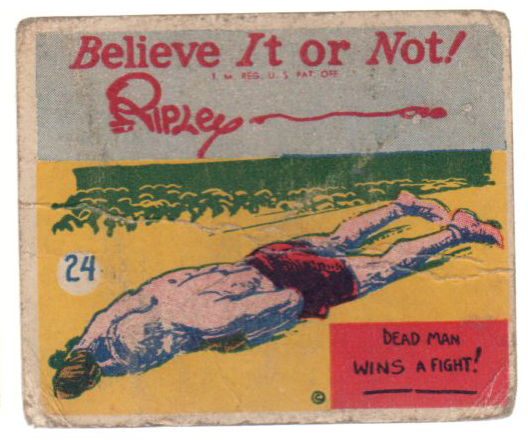 Believe It or Not!
T. M. REG. U. S. PAT. OFF.
Ripley
24
DEAD MAN
WINS A FIGHT!
©